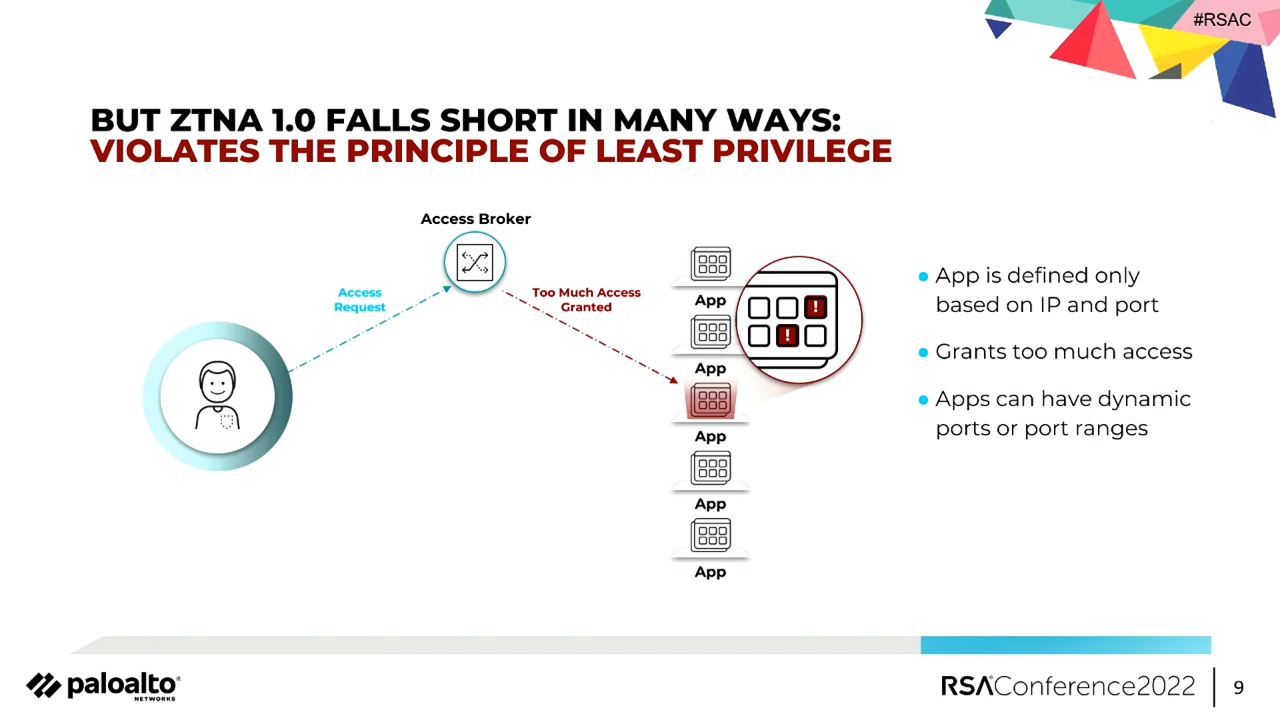 #RSAC
BUT ZTNA 1.0 FALLS SHORT IN MANY WAYS:
VIOLATES THE PRINCIPLE OF LEAST PRIVILEGE
Access Broker
Access
Request
Too Much Access
Granted
App
App
App
App
App
!
!
App is defined only
based on IP and port
Grants too much access
Apps can have dynamic
ports or port ranges
paloalto
NETWORKS
RSAConference2022
9